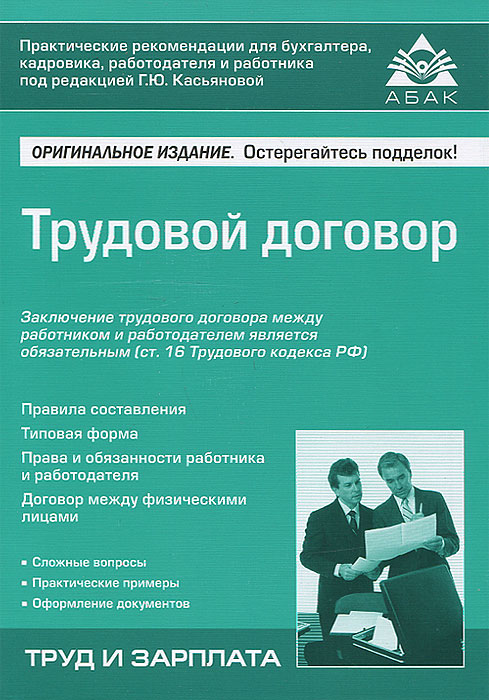 Практические рекомендации для бухгалтера,
кадровика, работодателя и работника
под редакцией Г.Ю. Касьяновой
АБАК
ОРИГИНАЛЬНОЕ ИЗДАНИЕ. Остерегайтесь подделок!
Трудовой договор
Заключение трудового договора между
работником и работодателем является
обязательным (ст. 16 Трудового кодекса РФ)
Правила составления
Типовая форма
Права и обязанности работника
и работодателя
Договор между физическими
лицами
▪ Сложные вопросы
▪ Практические примеры
▪ Оформление документов
ТРУД И ЗАРПЛАТА